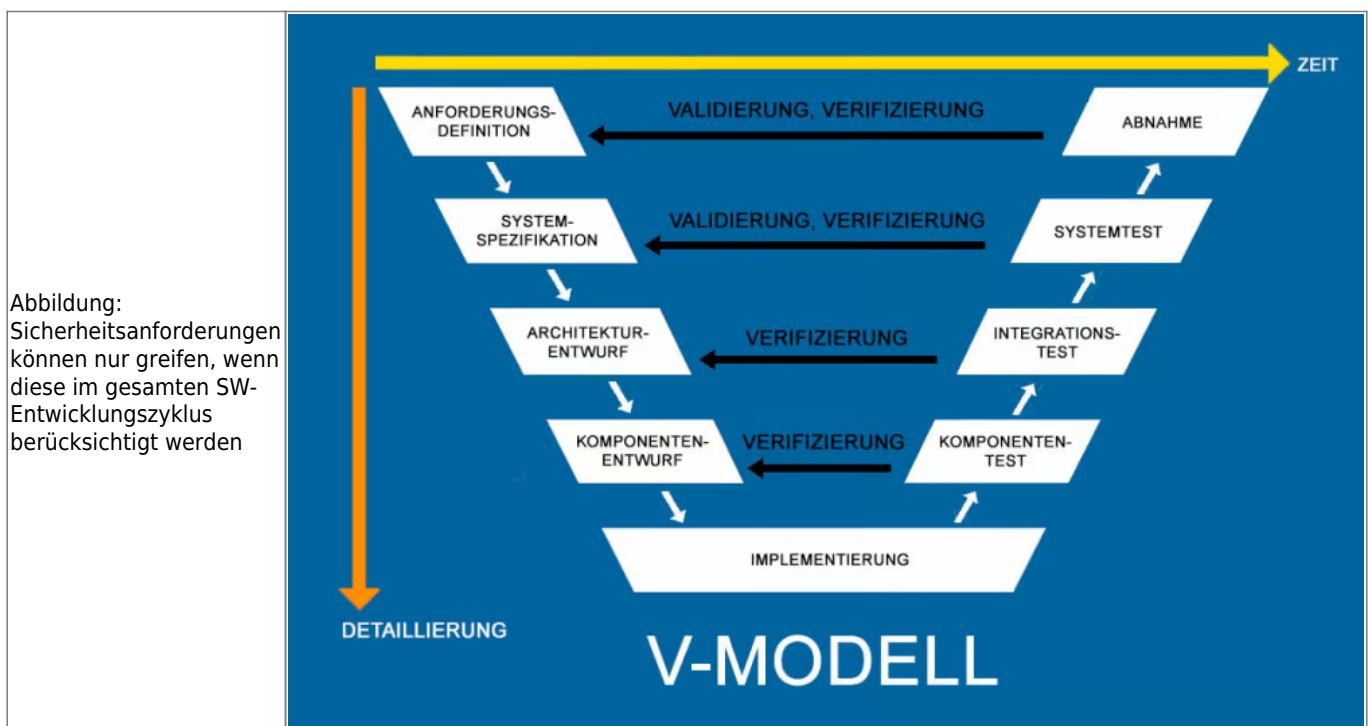 Abbildung:
Sicherheitsanforderungen
können nur greifen, wenn
diese im gesamten SW-
Entwicklungszyklus
berücksichtigt werden
ZEIT
ANFORDERUNGS-
DEFINITION
VALIDIERUNG, VERIFIZIERUNG
ABNAHME
SYSTEM-
SPEZIFIKATION
VALIDIERUNG, VERIFIZIERUNG
SYSTEMTEST
ARCHITEKTUR-
ENTWURF
VERIFIZIERUNG
INTEGRATIONS-
TEST
KOMPONENTEN-
ENTWURF
VERIFIZIERUNG
KOMPONENTEN-
TEST
IMPLEMENTIERUNG
DETAILLIERUNG
V-MODELL